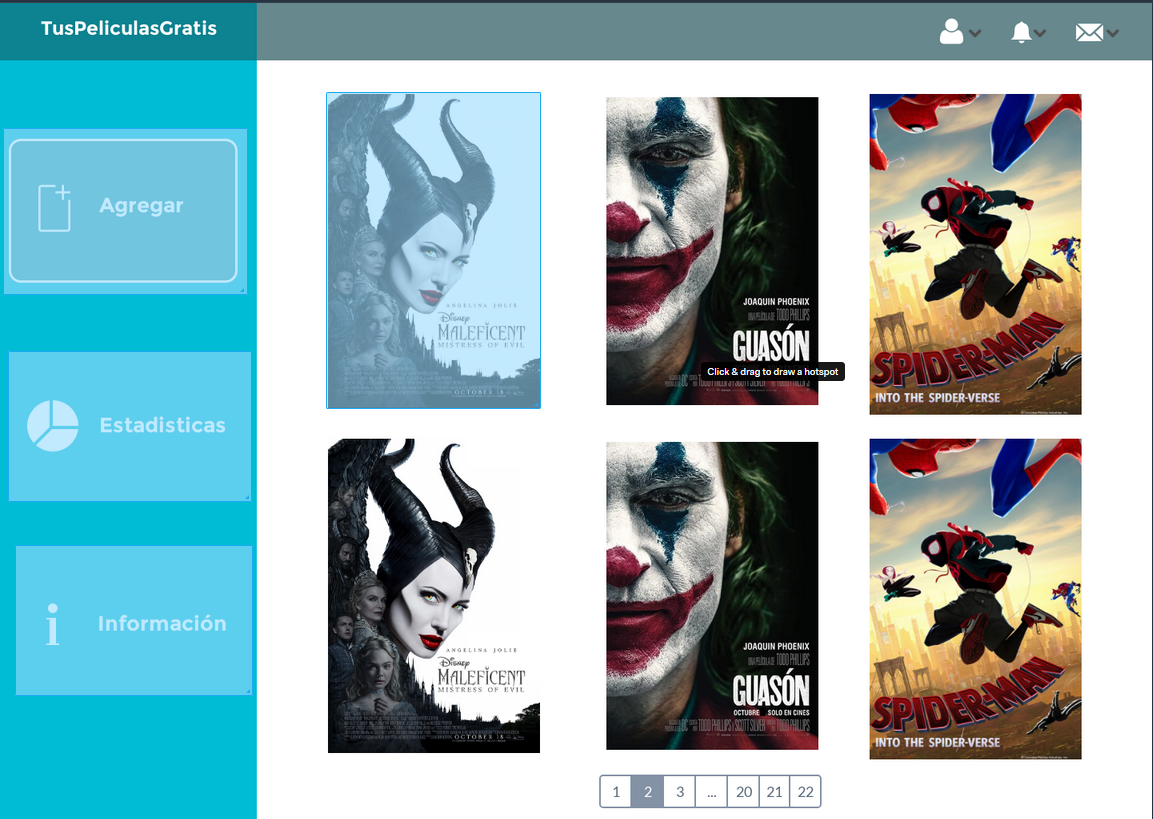 TusPeliculasGratis
Agregar
Estadisticas
Información
ANGELINA JOLIE
Disney
MALEFICENT
MISTRESS OF EVIL
OCTOBER 18
JOAQUIN PHOENIX
UNA PELÍCULA DE TODD PHILLIPS
GUASÓN
Click & drag to draw a hotspot
SPIDER-MAN
INTO THE SPIDER-VERSE
ANGELINA JOLIE
Disney
MALEFICENT
MISTRESS OF EVIL
OCTOBER 18
JOAQUIN PHOENIX
UNA PELÍCULA DE TODD PHILLIPS
GUASÓN
OCTUBRE SOLO EN CINES
SPIDER-MAN
INTO THE SPIDER-VERSE
1 2 3 ... 20 21 22